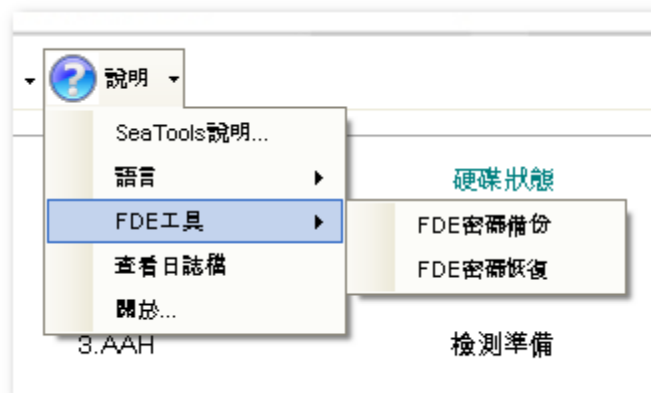 說明
SeaTools說明...
語言
硬碟狀態
FDE工具
FDE密碼備份
查看日誌檔
FDE密碼恢復
關於...
3.AAH
檢測準備